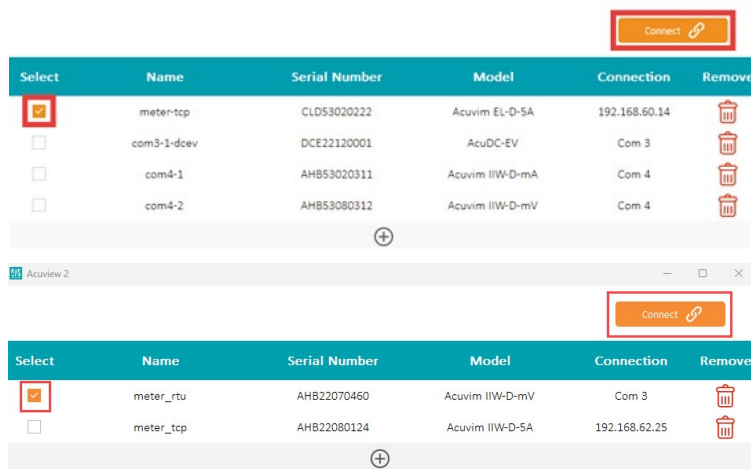 Connect
Select Name Serial Number Model Connection Remove
meter-tcp CLD53020222 Acuvim EL-D-5A 192.168.60.14
com3-1-dcev DCE22120001 AcuDC-EV Com 3
com4-1 AHB53020311 Acuvim IIW-D-mA Com 4
com4-2 AHB53080312 Acuvim IIW-D-mV Com 4
Acuview 2
Connect
Select Name Serial Number Model Connection Remove
meter_rtu AHB22070460 Acuvim IIW-D-mV Com 3
meter_tcp AHB22080124 Acuvim IIW-D-5A 192.168.62.25